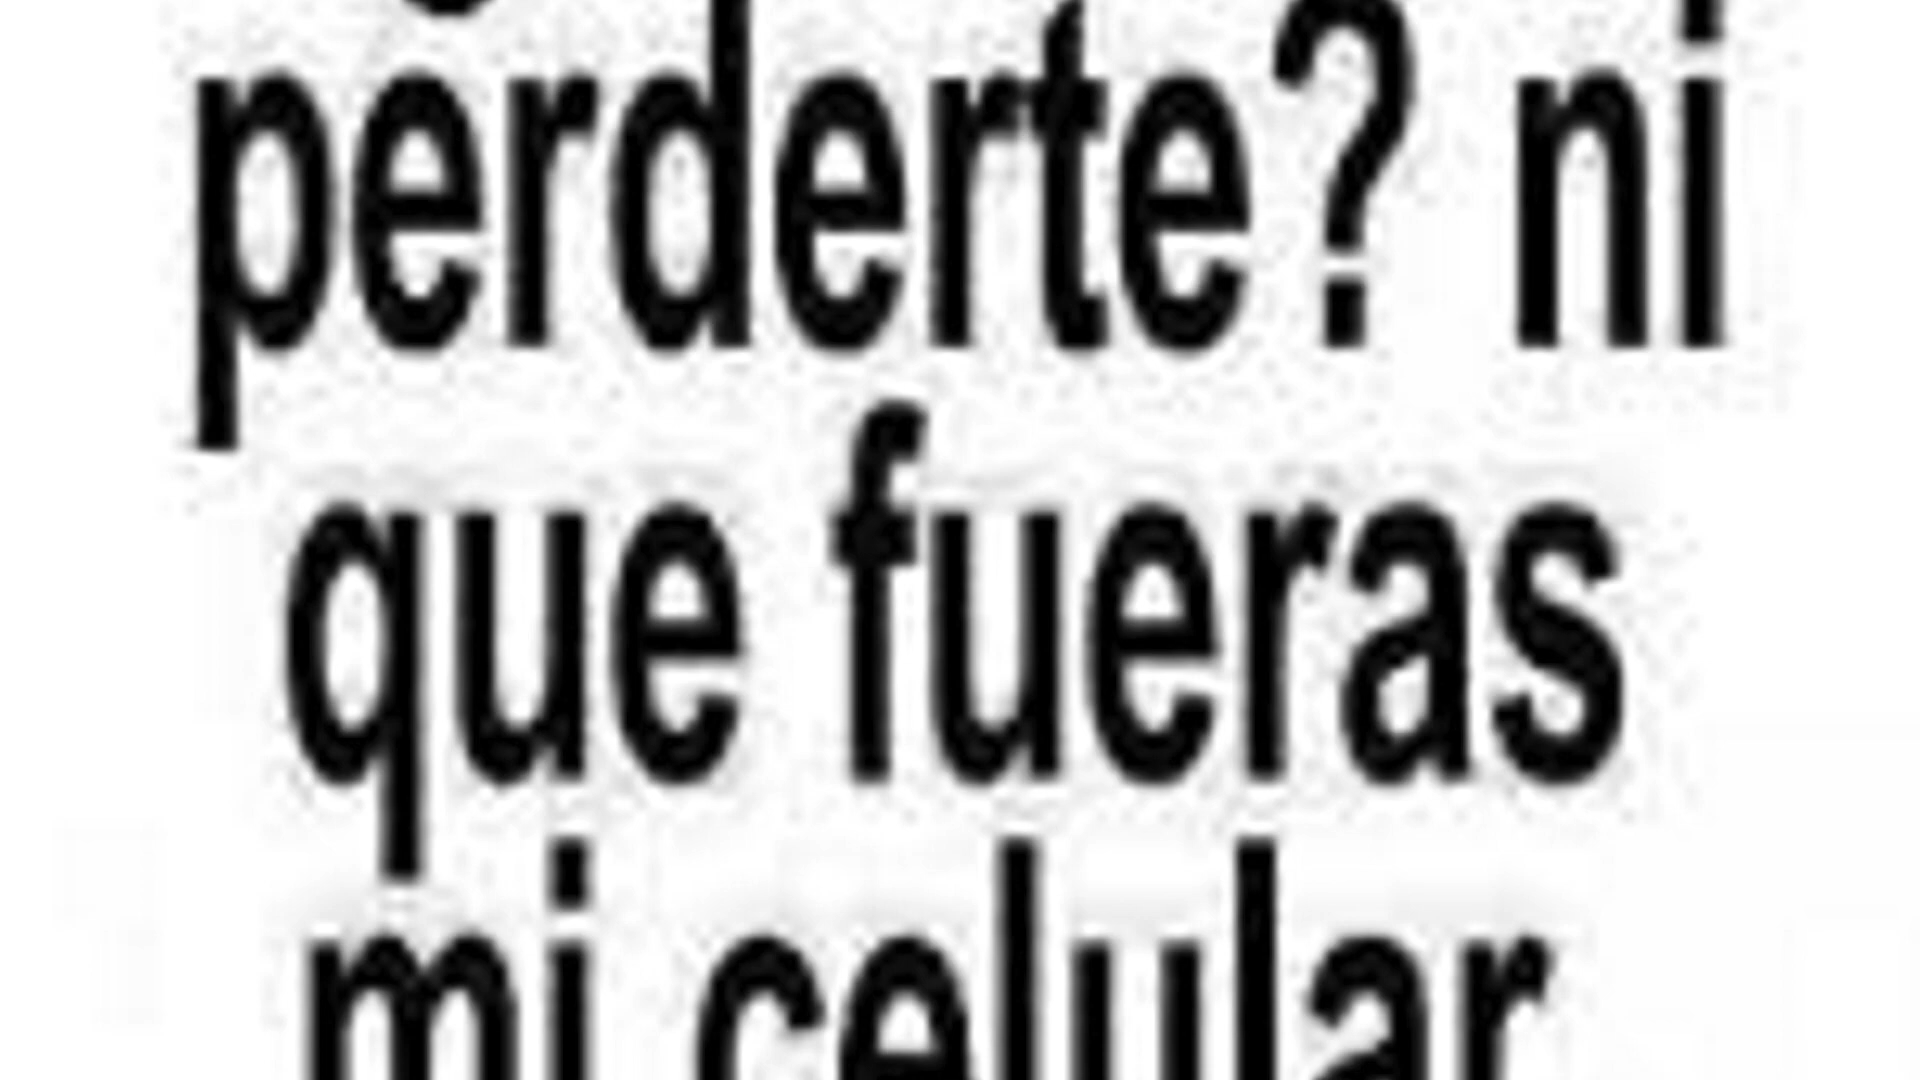 perderte? ni
que fueras
mi celular